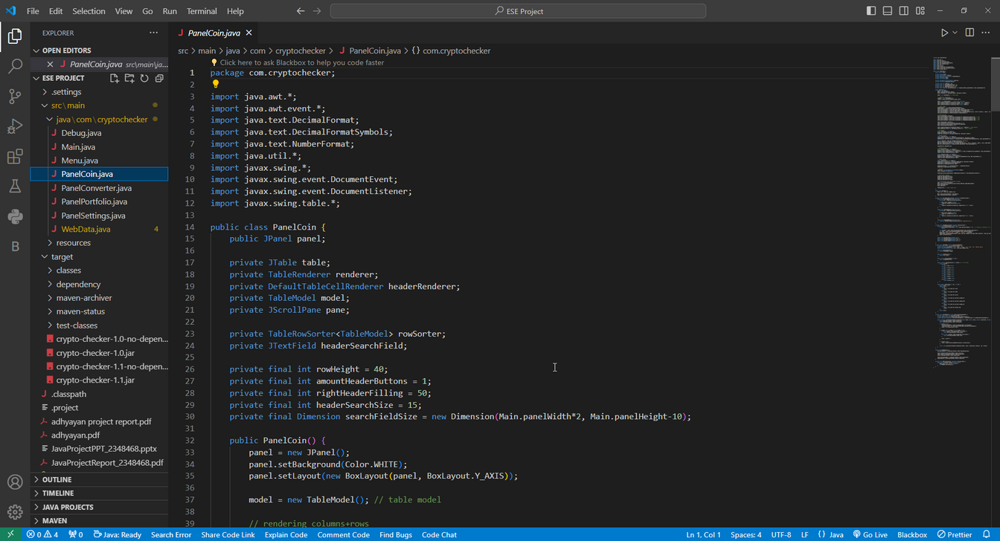 File Edit Selection View Go Run Terminal Help
ESE Project
EXPLORER
OPEN EDITORS
PanelCoin.java src\main\ja...
ESE PROJECT
.settings
src\main
java\com\cryptochecker
Debug.java
Main.java
Menu.java
PanelCoin.java
PanelConverter.java
PanelPortfolio.java
PanelSettings.java
WebData.java 4
resources
target
classes
dependency
maven-archiver
maven-status
test-classes
crypto-checker-1.0-no-depen...
crypto-checker-1.0.jar
crypto-checker-1.1-no-depen...
crypto-checker-1.1.jar
.classpath
.project
adhyayan project report.pdf
adhyayan.pdf
JavaProjectPPT_2348468.pptx
JavaProjectReport_2348468.pdf
OUTLINE
TIMELINE
JAVA PROJECTS
MAVEN
B
PanelCoin.java
src > main > java > com > cryptochecker > PanelCoin.java > {} com.cryptochecker
Click here to ask Blackbox to help you code faster
1 package com.cryptochecker;
2
3 import java.awt.*;
4 import java.awt.event.*;
5 import java.text.DecimalFormat;
6 import java.text.DecimalFormatSymbols;
7 import java.text.NumberFormat;
8 import java.util.*;
9 import javax.swing.*;
10 import javax.swing.event.DocumentEvent;
11 import javax.swing.event.DocumentListener;
12 import javax.swing.table.*;
13
14 public class PanelCoin {
15 public JPanel panel;
16
17 private JTable table;
18 private TableRenderer renderer;
19 private DefaultTableCellRenderer headerRenderer;
20 private TableModel model;
21 private JScrollPane pane;
22
23 private TableRowSorter<TableModel> rowSorter;
24 private JTextField headerSearchField;
25
26 private final int rowHeight = 40;
27 private final int amountHeaderButtons = 1;
28 private final int rightHeaderFilling = 50;
29 private final int headerSearchSize = 15;
30 private final Dimension searchFieldSize = new Dimension(Main.panelWidth*2, Main.panelHeight-10);
31
32 public PanelCoin() {
33 panel = new JPanel();
34 panel.setBackground(Color.WHITE);
35 panel.setLayout(new BoxLayout(panel, BoxLayout.Y_AXIS));
36
37 model = new TableModel(); // table model
38
39 // rendering columns+rows
0 4 0 Java: Ready Search Error Share Code Link Explain Code Comment Code Find Bugs Code Chat Ln 1, Col 1 Spaces: 4 UTF-8 LF {} Java Go Live Blackbox Prettier